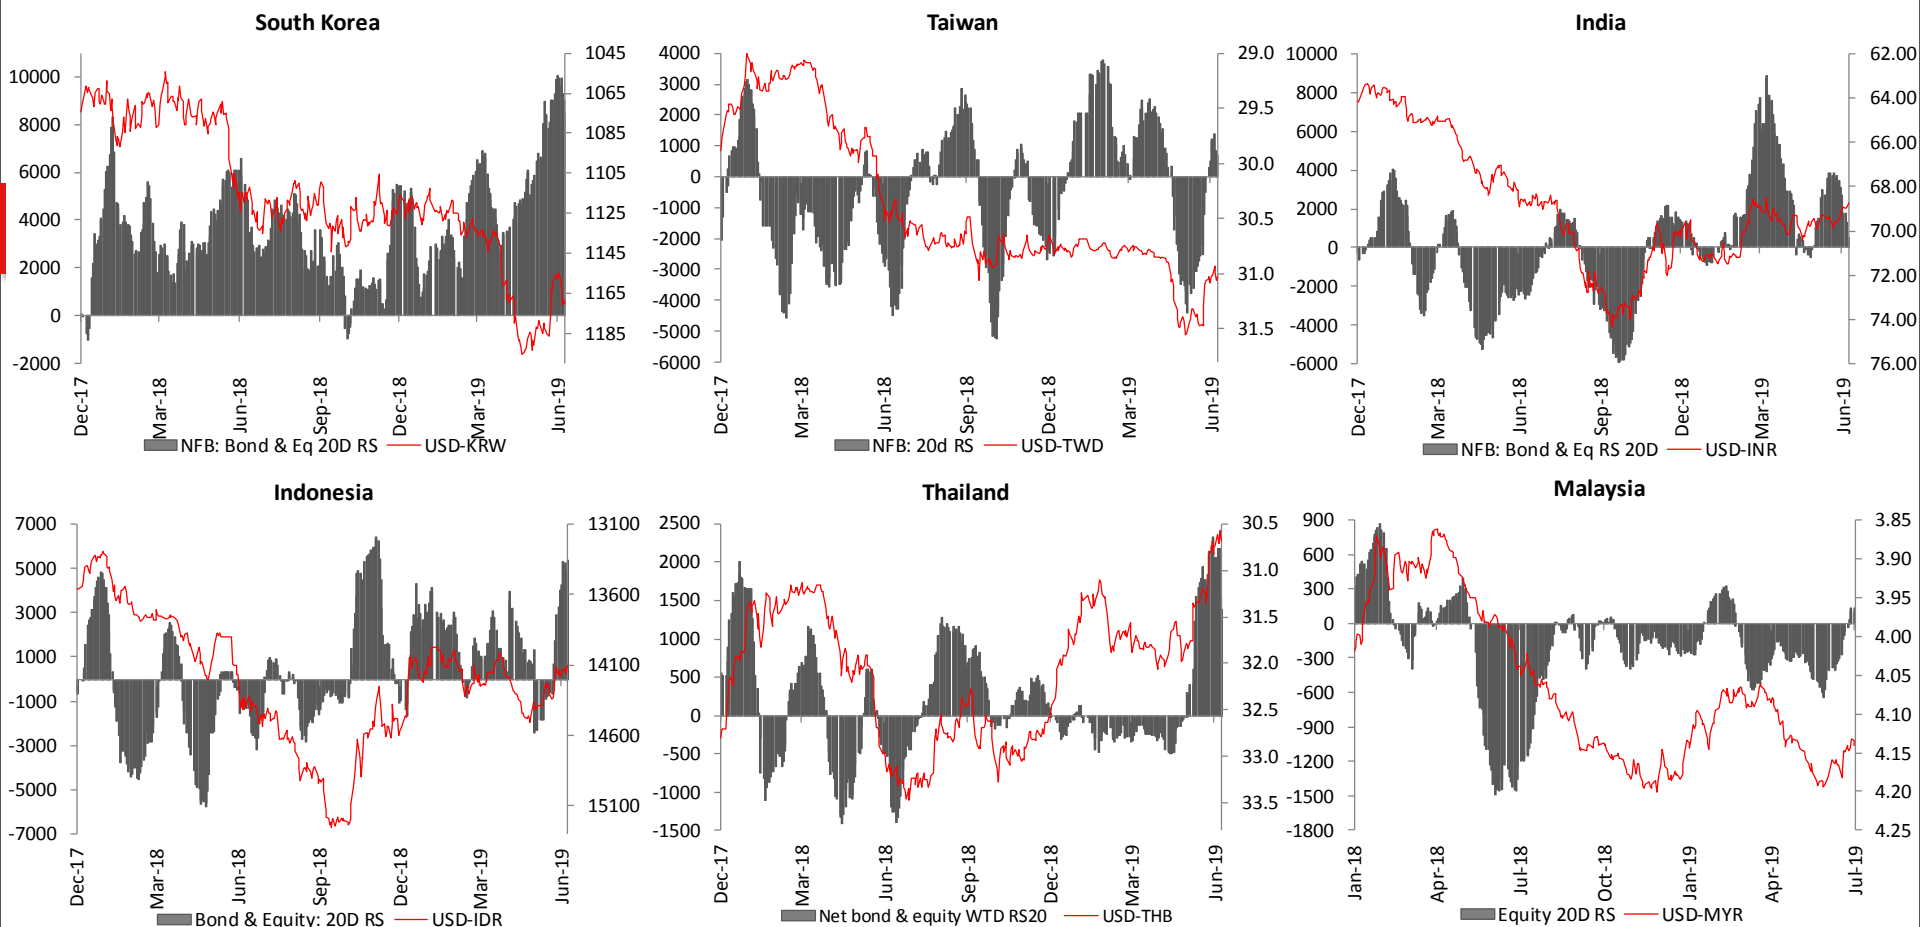 South Korea
10000
8000
6000
4000
2000
0
-2000
1045
1065
1085
1105
1125
1145
1165
1185
Dec-17
Mar-18
Jun-18
Sep-18
Dec-18
Mar-19
Jun-19
NFB: Bond & Eq 20D RS USD-KRW
Taiwan
4000
3000
2000
1000
0
-1000
-2000
-3000
-4000
-5000
-6000
29.0
29.5
30.0
30.5
31.0
31.5
Dec-17
Mar-18
Jun-18
Sep-18
Dec-18
Mar-19
Jun-19
NFB: 20d RS USD-TWD
India
10000
8000
6000
4000
2000
0
-2000
-4000
-6000
62.00
64.00
66.00
68.00
70.00
72.00
74.00
76.00
Dec-17
Mar-18
Jun-18
Sep-18
Dec-18
Mar-19
Jun-19
NFB: Bond & Eq RS 20D USD-INR
Indonesia
7000
5000
3000
1000
-1000
-3000
-5000
-7000
13100
13600
14100
14600
15100
Dec-17
Mar-18
Jun-18
Sep-18
Dec-18
Mar-19
Jun-19
Bond & Equity: 20D RS USD-IDR
Thailand
2500
2000
1500
1000
500
0
-500
-1000
-1500
30.5
31.0
31.5
32.0
32.5
33.0
33.5
Dec-17
Mar-18
Jun-18
Sep-18
Dec-18
Mar-19
Jun-19
Net bond & equity WTD RS20 USD-THB
Malaysia
900
600
300
0
-300
-600
-900
-1200
-1500
-1800
3.85
3.90
3.95
4.00
4.05
4.10
4.15
4.20
4.25
Jan-18
Apr-18
Jul-18
Oct-18
Jan-19
Apr-19
Jul-19
Equity 20D RS USD-MYR